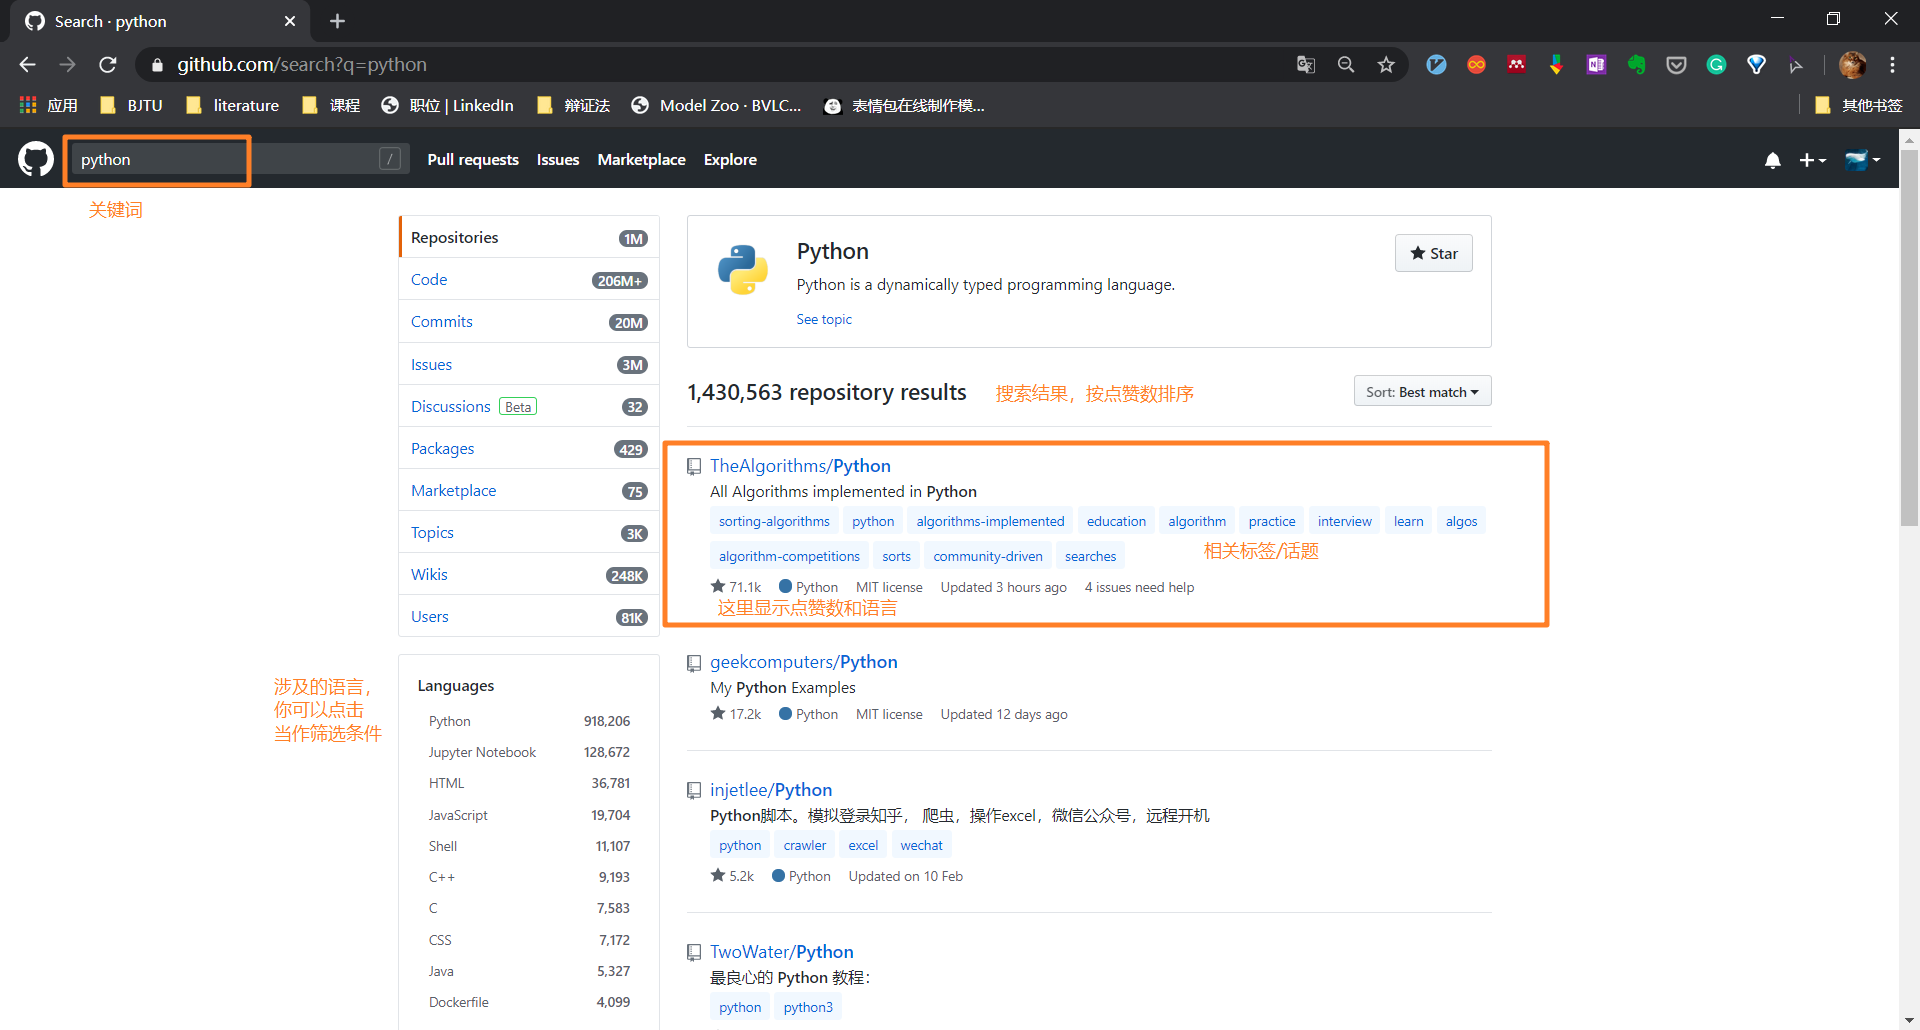 Search · python
github.com/search?q=python
应用 BJTU literature 课程 职位 | LinkedIn 辩证法 Model Zoo · BVLC... 表情包在线制作模... 其他书签
python / Pull requests Issues Marketplace Explore
关键词
Repositories 1M
Code 206M+
Commits 20M
Issues 3M
Discussions Beta 32
Packages 429
Marketplace 75
Topics 3K
Wikis 248K
Users 81K
涉及的语言，
你可以点击
当作筛选条件
Languages
Python 918,206
Jupyter Notebook 128,672
HTML 36,781
JavaScript 19,704
Shell 11,107
C++ 9,193
C 7,583
CSS 7,172
Java 5,327
Dockerfile 4,099
Python
Star
Python is a dynamically typed programming language.
See topic
1,430,563 repository results 搜索结果，按点赞数排序 Sort: Best match
TheAlgorithms/Python
All Algorithms implemented in Python
sorting-algorithms python algorithms-implemented education algorithm practice interview learn algos
algorithm-competitions sorts community-driven searches 相关标签/话题
71.1k Python MIT license Updated 3 hours ago 4 issues need help
这里显示点赞数和语言
geekcomputers/Python
My Python Examples
17.2k Python MIT license Updated 12 days ago
injetlee/Python
Python脚本。模拟登录知乎， 爬虫，操作excel，微信公众号，远程开机
python crawler excel wechat
5.2k Python Updated on 10 Feb
TwoWater/Python
最良心的 Python 教程：
python python3